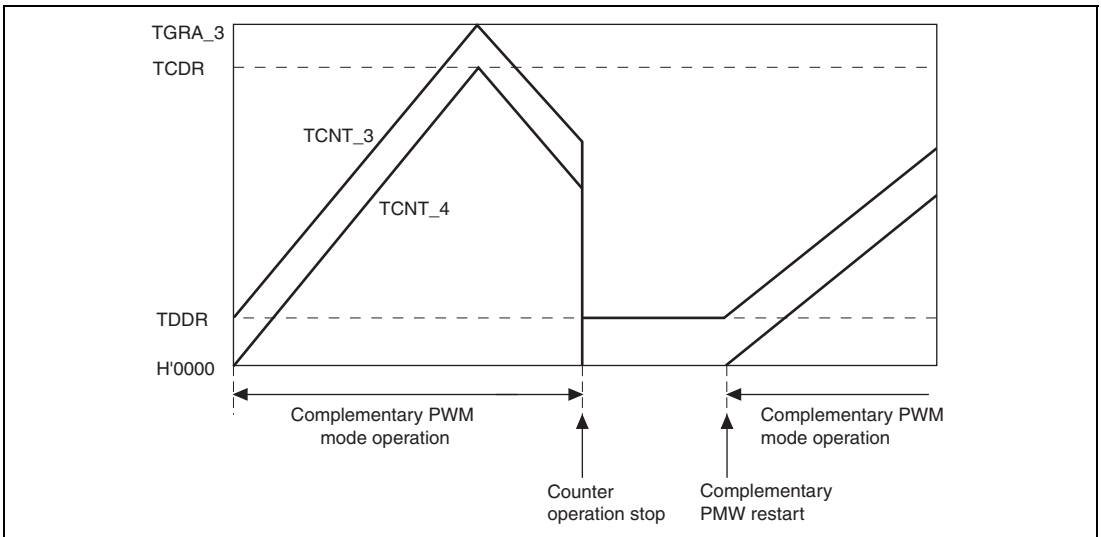 TGRA_3
TCDR
TCNT_3
TCNT_4
TDDR
H'0000
Complementary PWM
mode operation
Complementary PWM
mode operation
Counter
operation stop
Complementary
PMW restart